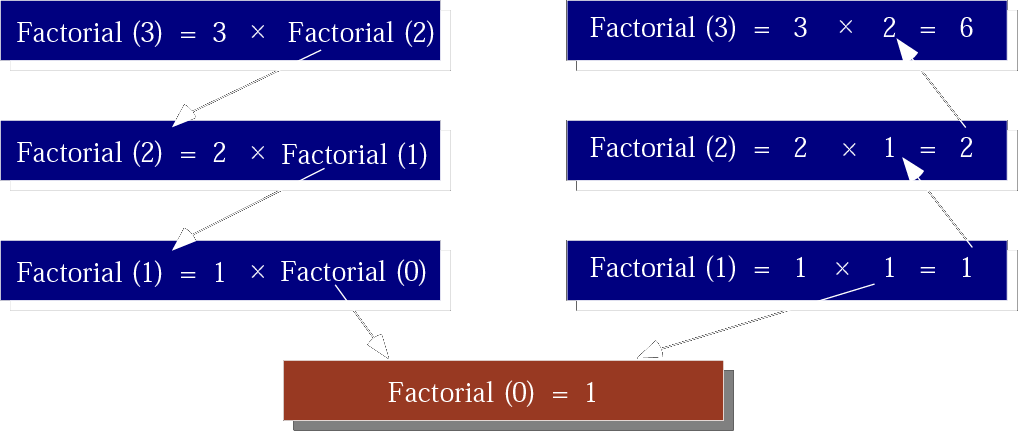 Factorial (3) = 3 × Factorial (2)
Factorial (2) = 2 × Factorial (1)
Factorial (1) = 1 × Factorial (0)
Factorial (0) = 1
Factorial (3) = 3 × 2 = 6
Factorial (2) = 2 × 1 = 2
Factorial (1) = 1 × 1 = 1